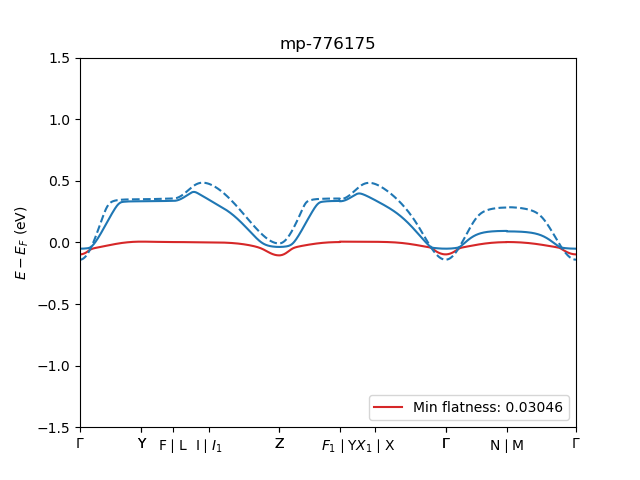 mp-776175
1.5
1.0
0.5
0.0
−0.5
−1.0
−1.5
E − E_F (eV)
Min flatness: 0.03046
Γ Y F | L I | I₁ Z F₁ | Y X₁ | X Γ N | M Γ